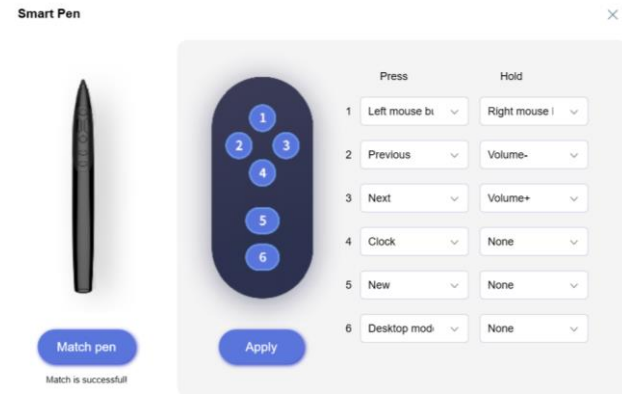 Smart Pen
Press Hold
1 Left mouse bu Right mouse l
2 Previous Volume-
3 Next Volume+
4 Clock None
5 New None
6 Desktop mod None
1
2 3
4
5
6
Match pen
Apply
Match is successful!